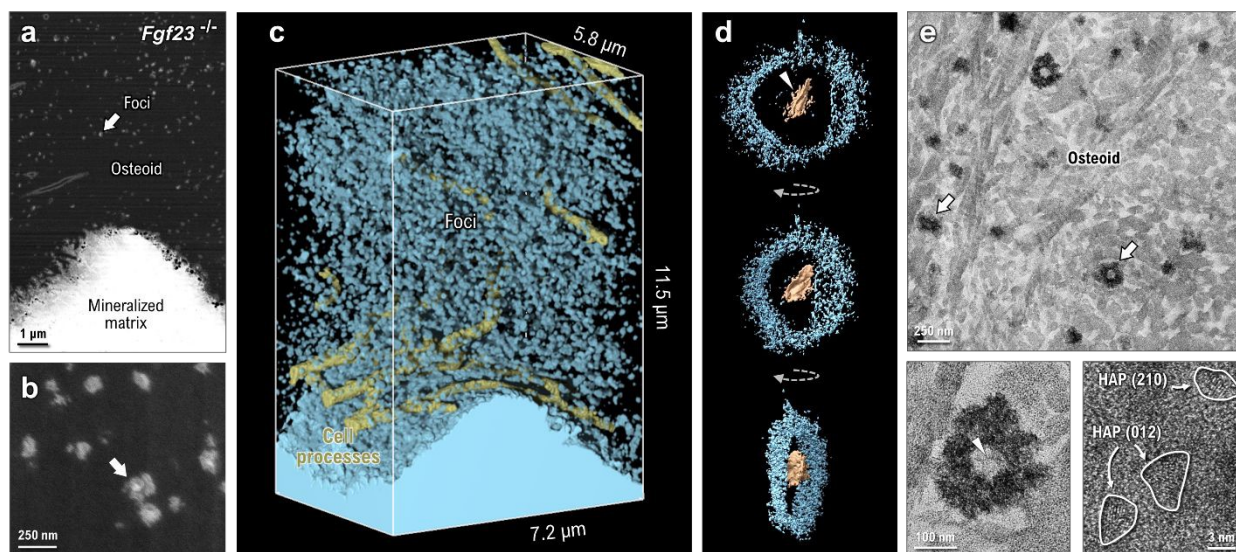 a
Fgf23 -/-
Foci
Osteoid
Mineralized
matrix
1 µm
b
250 nm
c
5.8 µm
Foci
11.5 µm
Cell
processes
7.2 µm
d
e
Osteoid
250 nm
100 nm
HAP (210)
HAP (012)
3 nm